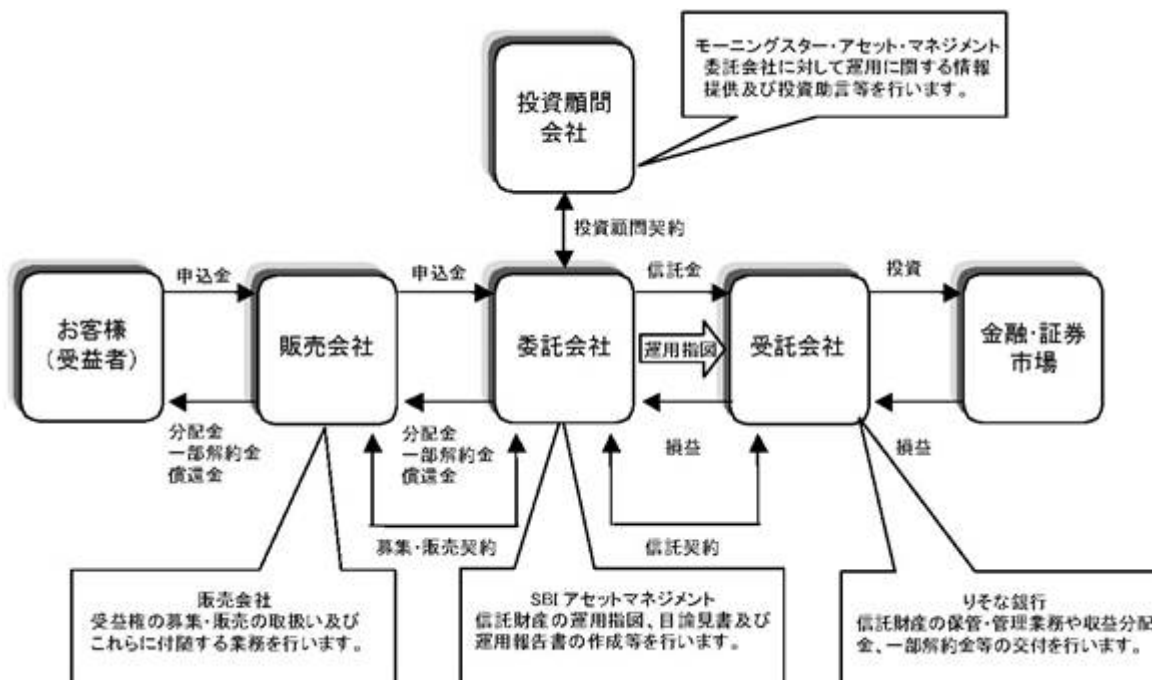 モーニングスター・アセット・マネジメント
委託会社に対して運用に関する情報
提供及び投資助言等を行います。
投資顧問
会社
投資顧問契約
申込金
申込金
信託金
投資
お客様
(受益者)
販売会社
委託会社
運用指図
受託会社
金融・証券
市場
分配金
一部解約金
償還金
分配金
一部解約金
償還金
損益
損益
募集・販売契約
信託契約
販売会社
受益権の募集・販売の取扱い及び
これらに付随する業務を行います。
SBI アセットマネジメント
信託財産の運用指図、目論見書及び
運用報告書の作成等を行います。
りそな銀行
信託財産の保管・管理業務や収益分配
金、一部解約金等の交付を行います。